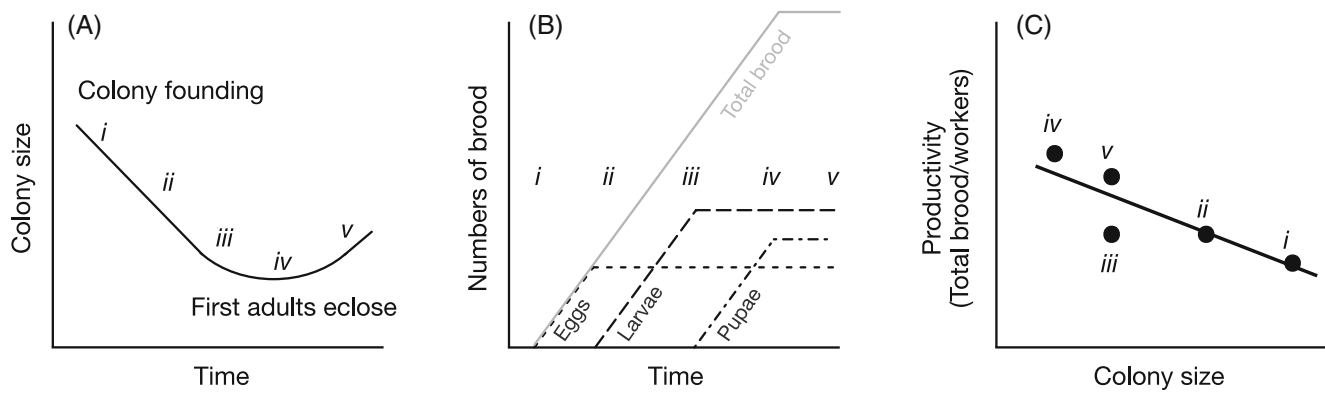 (A)
Colony founding
i
ii
iii
iv
v
First adults eclose
Colony size
Time
(B)
Total brood
i
ii
iii
iv
v
Eggs
Larvae
Pupae
Numbers of brood
Time
(C)
iv
v
ii
i
iii
Productivity
(Total brood/workers)
Colony size